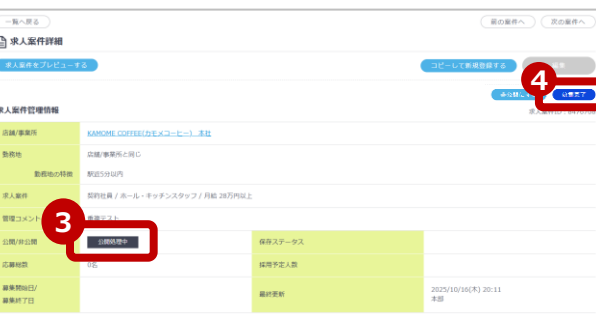 一覧へ戻る
前の案件へ
次の案件へ
求人案件詳細
求人案件をプレビューする
コピーして新規登録する
4
募集終了
求人案件管理情報
店舗/事業所
KAMOME COFFEE(カモメコーヒー) 本社
勤務地
店舗/事業所と同じ
勤務地の特徴
駅近5分以内
求人案件
契約社員 / ホール・キッチンスタッフ / 月給 28万円以上
管理コメント
3
公開/非公開
公開処理中
保存ステータス
応募総数
0名
採用予定人数
募集開始日/
募集終了日
最終更新
2025/10/16(木) 20:11
本部